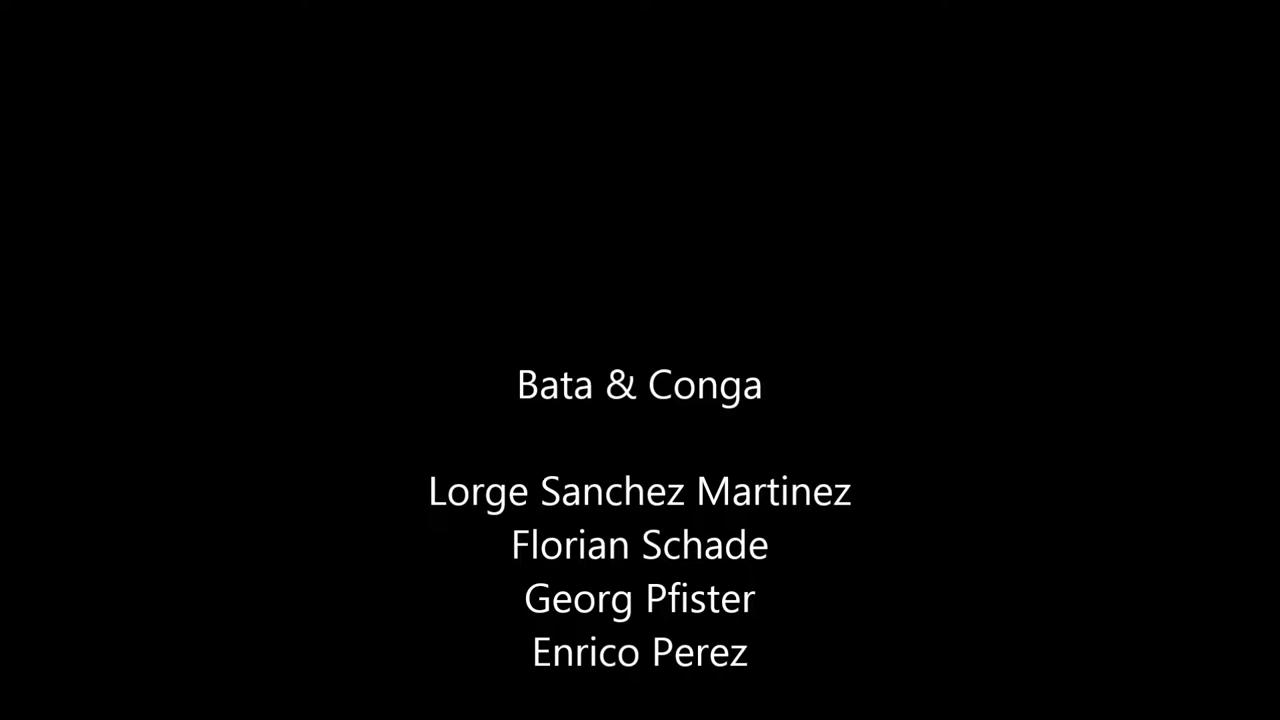 Bata & Conga
Lorge Sanchez Martinez
Florian Schade
Georg Pfister
Enrico Perez